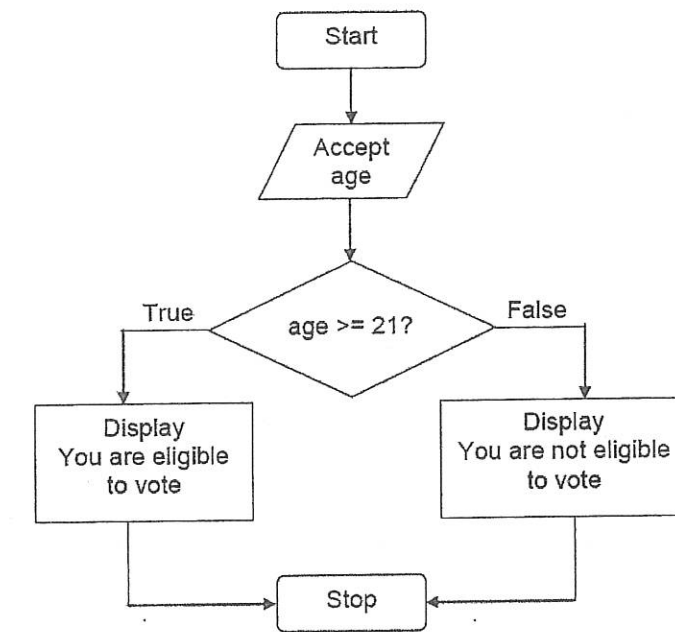 Start
Accept
age
age >= 21?
True
False
Display
You are eligible
to vote
Display
You are not eligible
to vote
Stop